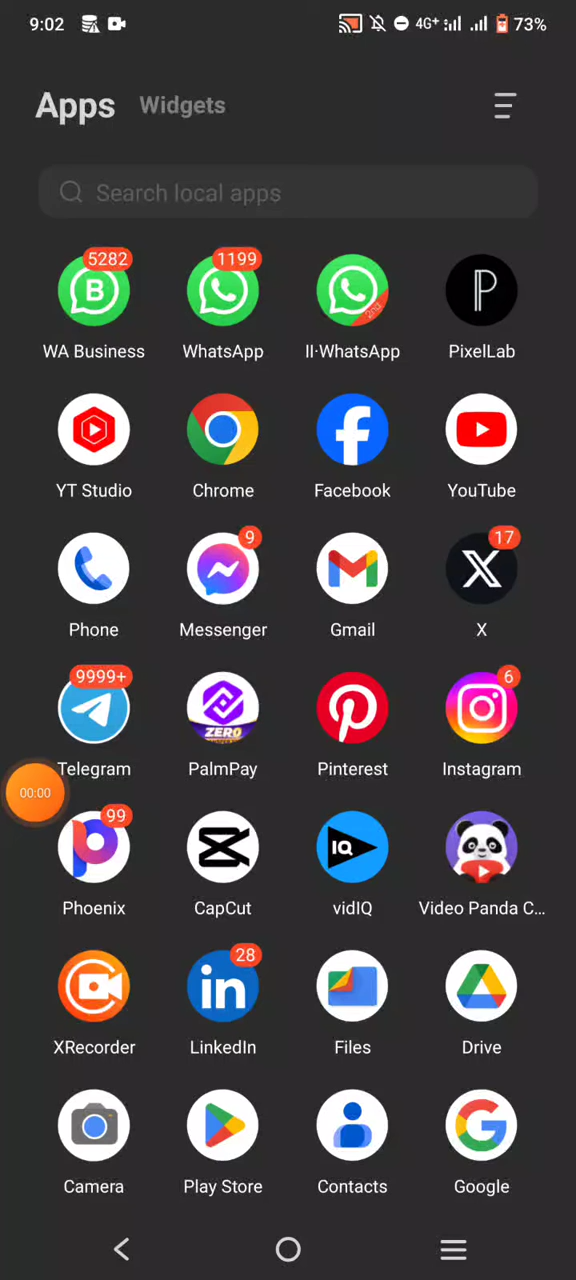 9:02 4G+ 73%
Apps Widgets
Search local apps
5282 1199
WA Business WhatsApp II·WhatsApp PixelLab
YT Studio Chrome Facebook YouTube
9 17
Phone Messenger Gmail X
9999+ 6
ZERO
Telegram PalmPay Pinterest Instagram
00:00
99
IQ
Phoenix CapCut vidIQ Video Panda C...
28
XRecorder LinkedIn Files Drive
Camera Play Store Contacts Google